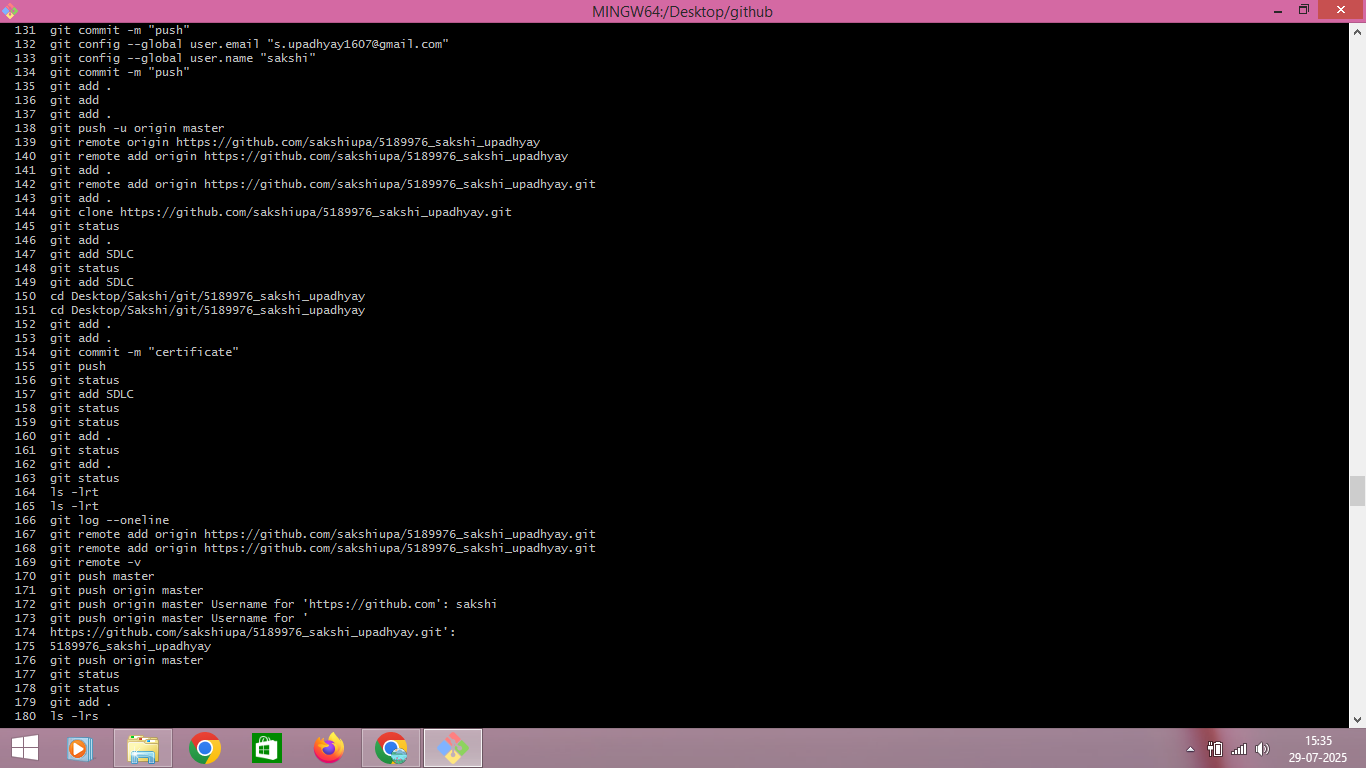 MINGW64:/Desktop/github
131 git commit -m "push"
132 git config --global user.email "s.upadhyay1607@gmail.com"
133 git config --global user.name "sakshi"
134 git commit -m "push"
135 git add .
136 git add
137 git add .
138 git push -u origin master
139 git remote origin https://github.com/sakshiupa/5189976_sakshi_upadhyay
140 git remote add origin https://github.com/sakshiupa/5189976_sakshi_upadhyay
141 git add .
142 git remote add origin https://github.com/sakshiupa/5189976_sakshi_upadhyay.git
143 git add .
144 git clone https://github.com/sakshiupa/5189976_sakshi_upadhyay.git
145 git status
146 git add .
147 git add SDLC
148 git status
149 git add SDLC
150 cd Desktop/Sakshi/git/5189976_sakshi_upadhyay
151 cd Desktop/Sakshi/git/5189976_sakshi_upadhyay
152 git add .
153 git add .
154 git commit -m "certificate"
155 git push
156 git status
157 git add SDLC
158 git status
159 git status
160 git add .
161 git status
162 git add .
163 git status
164 ls -lrt
165 ls -lrt
166 git log --oneline
167 git remote add origin https://github.com/sakshiupa/5189976_sakshi_upadhyay.git
168 git remote add origin https://github.com/sakshiupa/5189976_sakshi_upadhyay.git
169 git remote -v
170 git push master
171 git push origin master
172 git push origin master Username for 'https://github.com': sakshi
173 git push origin master Username for '
174 https://github.com/sakshiupa/5189976_sakshi_upadhyay.git':
175 5189976_sakshi_upadhyay
176 git push origin master
177 git status
178 git status
179 git add .
180 ls -lrs
15:35
29-07-2025